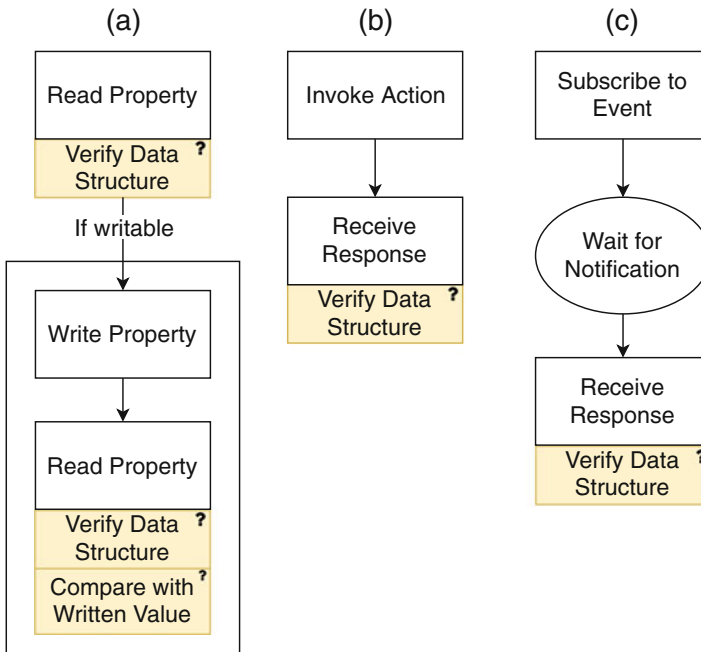 (a)
Read Property
Verify Data ?
Structure
If writable
Write Property
Read Property
Verify Data ?
Structure
Compare with ?
Written Value
(b)
Invoke Action
Receive
Response
Verify Data ?
Structure
(c)
Subscribe to
Event
Wait for
Notification
Receive
Response
Verify Data ?
Structure